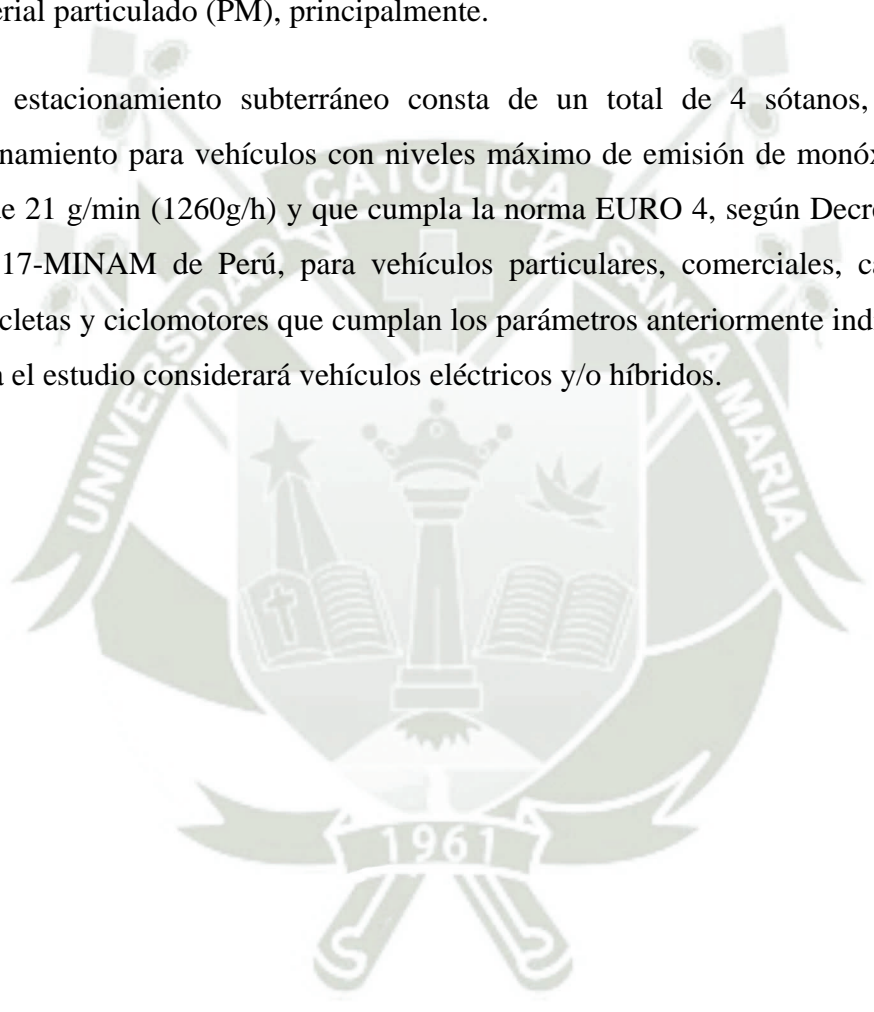 erial particulado (PM), principalmente.
estacionamiento subterráneo consta de un total de 4 sótanos,
namiento para vehículos con niveles máximo de emisión de monóx
e 21 g/min (1260g/h) y que cumpla la norma EURO 4, según Decre
17-MINAM de Perú, para vehículos particulares, comerciales, ca
cletas y ciclomotores que cumplan los parámetros anteriormente ind
a el estudio considerará vehículos eléctricos y/o híbridos.
UNIVERSIDAD CATOLICA SANTA MARIA
1961